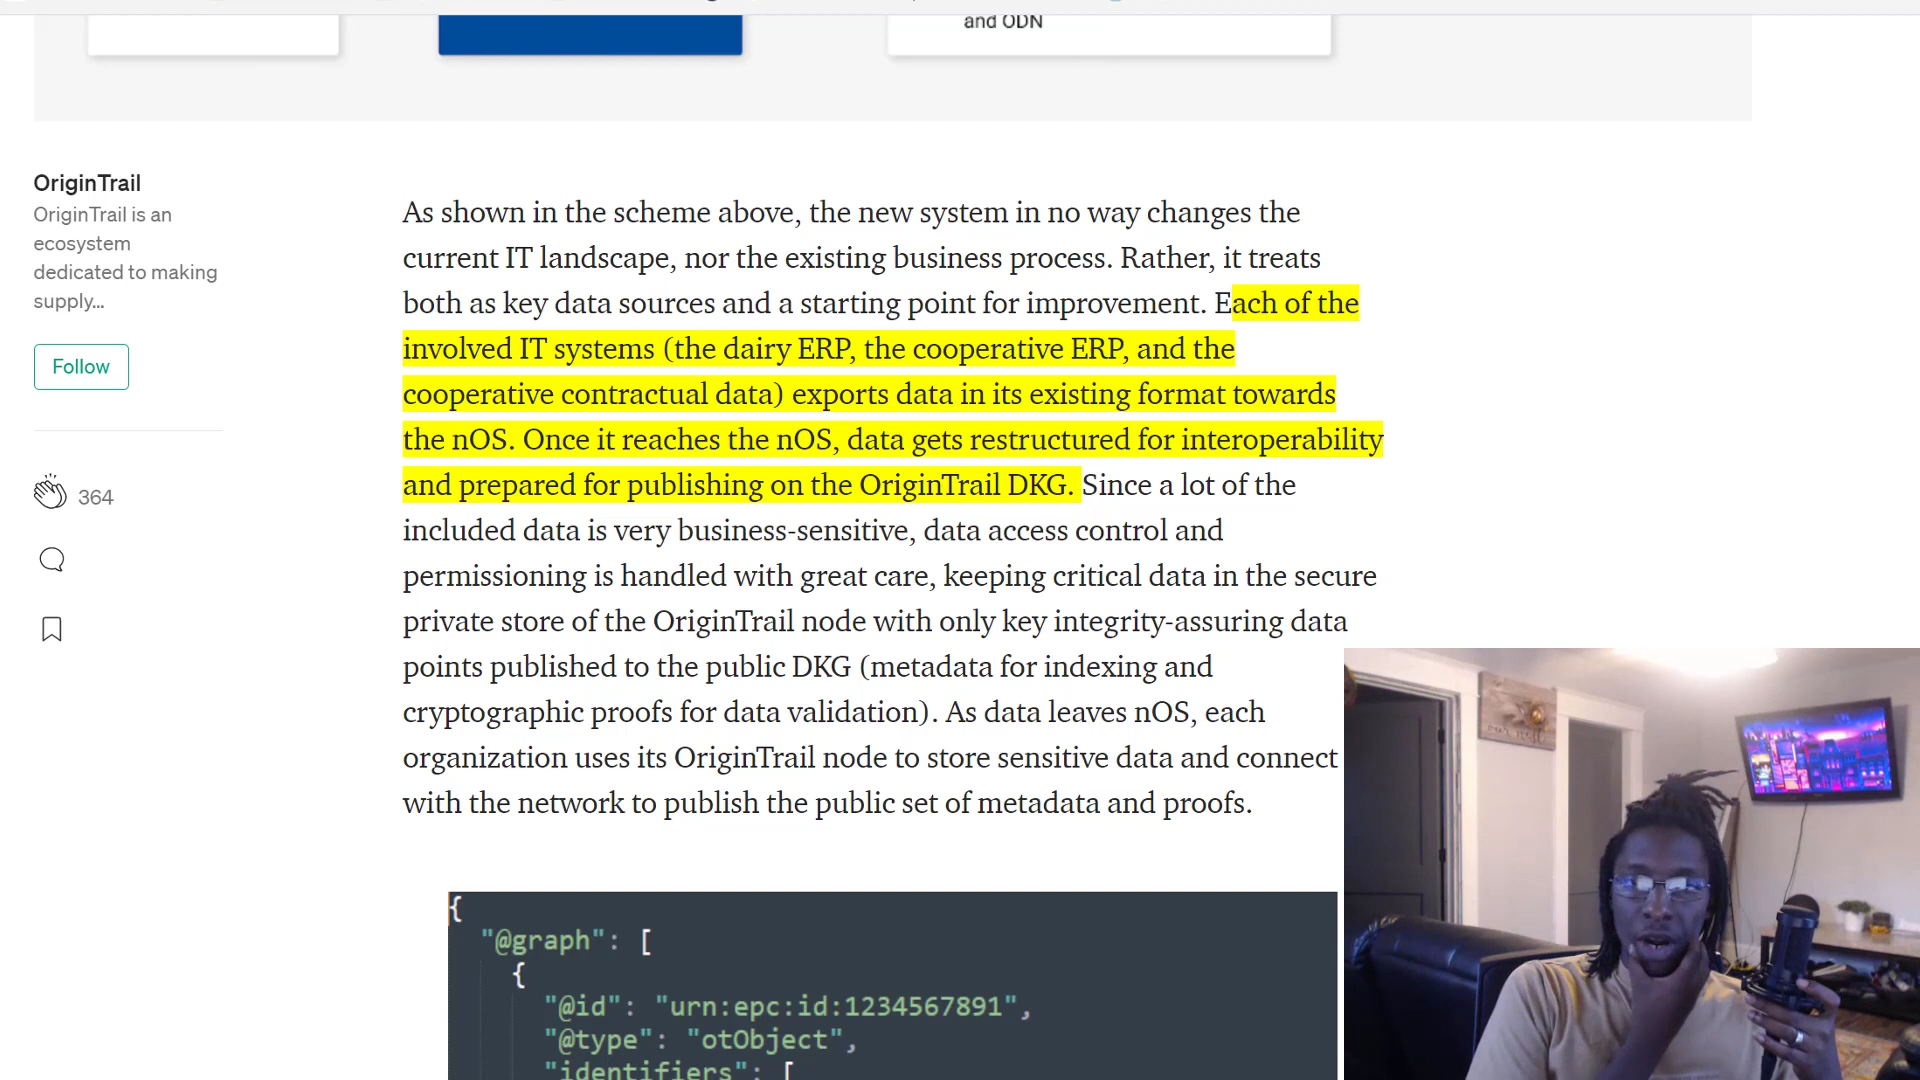 and ODN
OriginTrail
OriginTrail is an
ecosystem
dedicated to making
supply...
Follow
364
As shown in the scheme above, the new system in no way changes the
current IT landscape, nor the existing business process. Rather, it treats
both as key data sources and a starting point for improvement. Each of the
involved IT systems (the dairy ERP, the cooperative ERP, and the
cooperative contractual data) exports data in its existing format towards
the nOS. Once it reaches the nOS, data gets restructured for interoperability
and prepared for publishing on the OriginTrail DKG. Since a lot of the
included data is very business-sensitive, data access control and
permissioning is handled with great care, keeping critical data in the secure
private store of the OriginTrail node with only key integrity-assuring data
points published to the public DKG (metadata for indexing and
cryptographic proofs for data validation). As data leaves nOS, each
organization uses its OriginTrail node to store sensitive data and connect
with the network to publish the public set of metadata and proofs.
{
"@graph": [
{
"@id": "urn:epc:id:1234567891",
"@type": "otObject",
"identifiers": [